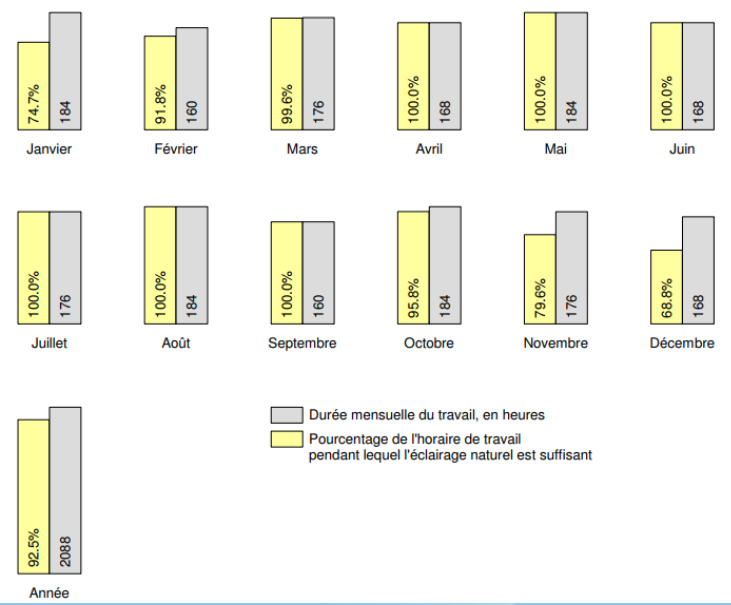 74.7% 184 91.8% 160 99.6% 176 100.0% 168 100.0% 184 100.0% 168
Janvier Février Mars Avril Mai Juin
100.0% 176 100.0% 184 100.0% 160 95.8% 184 79.6% 176 68.8% 168
Juillet Août Septembre Octobre Novembre Décembre
Durée mensuelle du travail, en heures
Pourcentage de l'horaire de travail
pendant lequel l'éclairage naturel est suffisant
92.5% 2088
Année